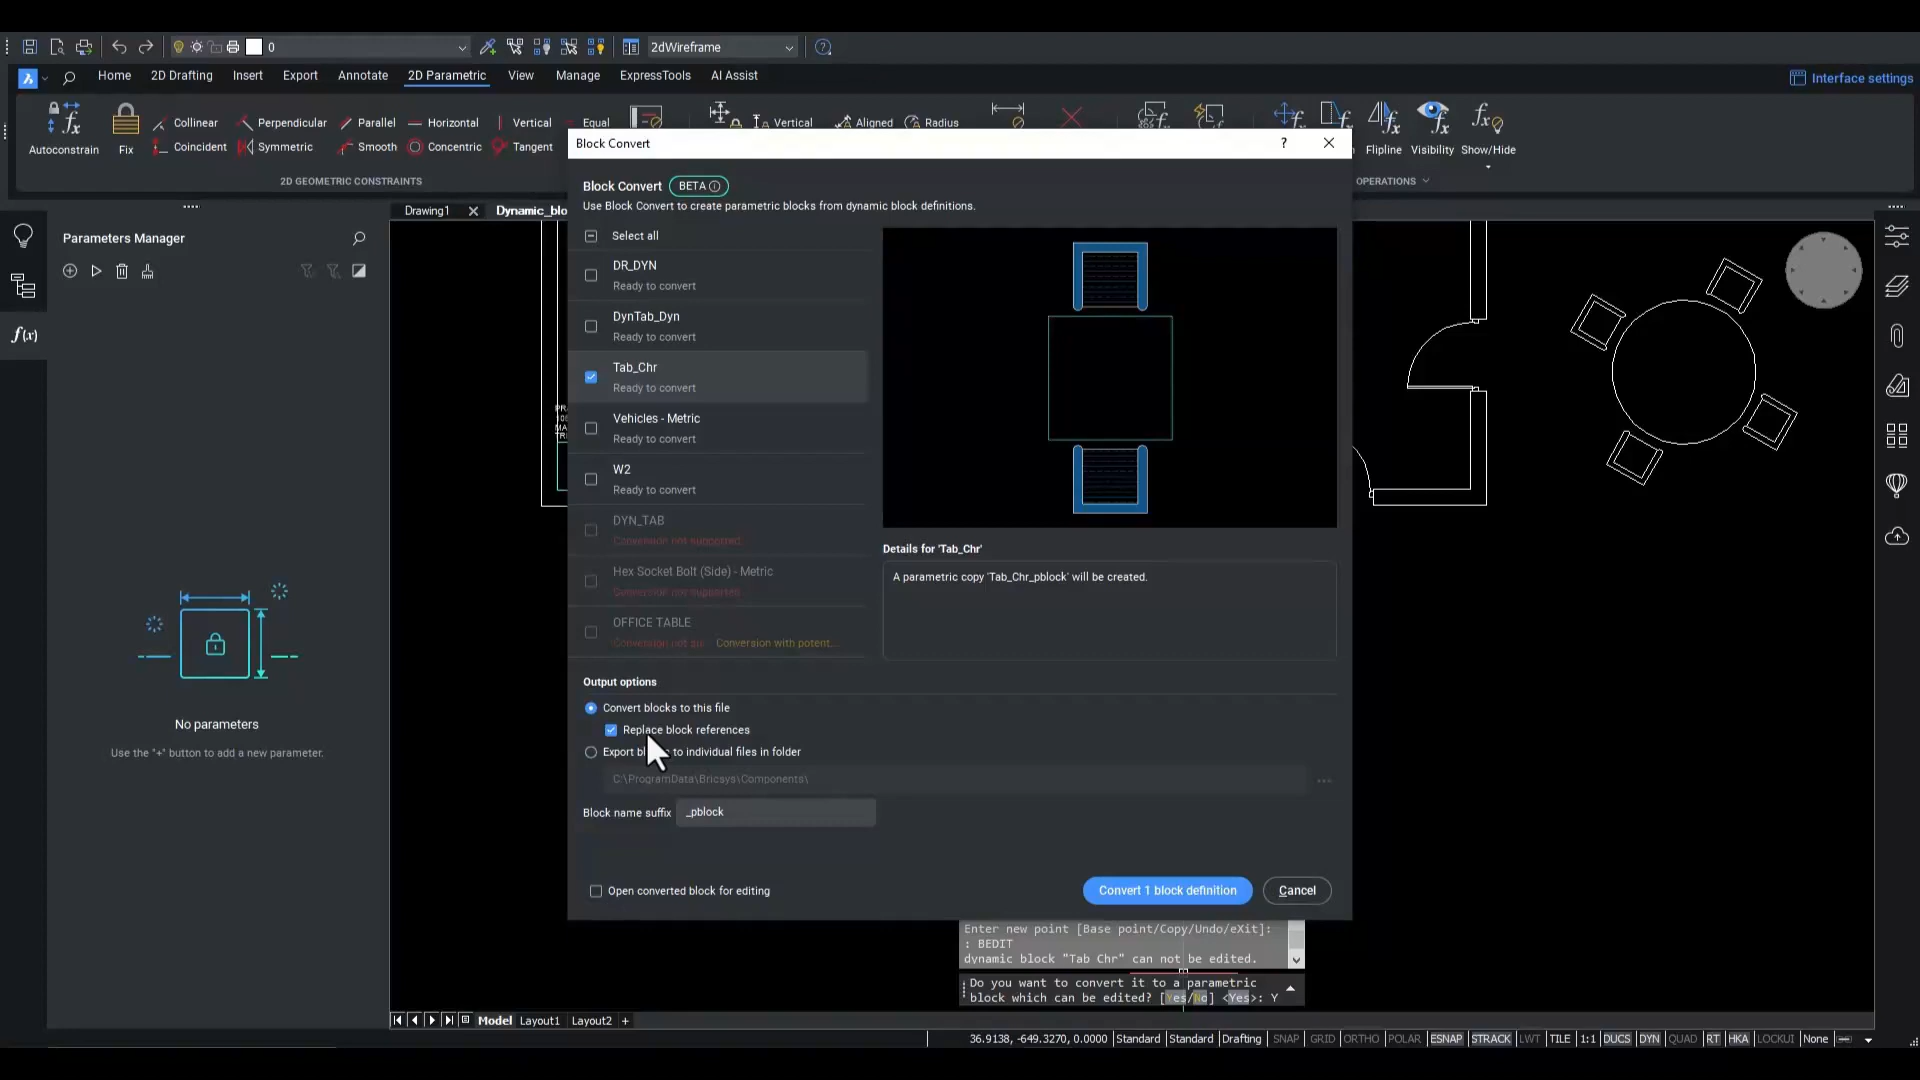 0
2dWireframe
Home
2D Drafting
Insert
Export
Annotate
2D Parametric
View
Manage
ExpressTools
AI Assist
Interface settings
Autoconstrain
Fix
Collinear
Perpendicular
Parallel
Horizontal
Vertical
Equal
Coincident
Symmetric
Smooth
Concentric
Tangent
Vertical
Aligned
Radius
Flipline
Visibility
Show/Hide
2D GEOMETRIC CONSTRAINTS
OPERATIONS
Drawing1
Dynamic_blo
Parameters Manager
f(x)
No parameters
Use the "+" button to add a new parameter.
Block Convert
?
Block Convert BETA
Use Block Convert to create parametric blocks from dynamic block definitions.
Select all
DR_DYN
Ready to convert
DynTab_Dyn
Ready to convert
Tab_Chr
Ready to convert
Vehicles - Metric
Ready to convert
W2
Ready to convert
DYN_TAB
Conversion not supported
Hex Socket Bolt (Side) - Metric
Conversion not supported
OFFICE TABLE
Conversion not su Conversion with potent...
Details for 'Tab_Chr'
A parametric copy 'Tab_Chr_pblock' will be created.
Output options
Convert blocks to this file
Replace block references
Export bl to individual files in folder
C:\ProgramData\Bricsys\Components\
Block name suffix _pblock
Open converted block for editing
Convert 1 block definition
Cancel
Enter new point [Base point/Copy/Undo/eXit]:
: BEDIT
dynamic block "Tab Chr" can not be edited.
Do you want to convert it to a parametric
block which can be edited? [Yes/No] <Yes>: Y
Model Layout1 Layout2 +
36.9138, -649.3270, 0.0000 Standard Standard Drafting SNAP GRID ORTHO POLAR ESNAP STRACK LWT TILE 1:1 DUCS DYN QUAD RT HKA LOCKUI None